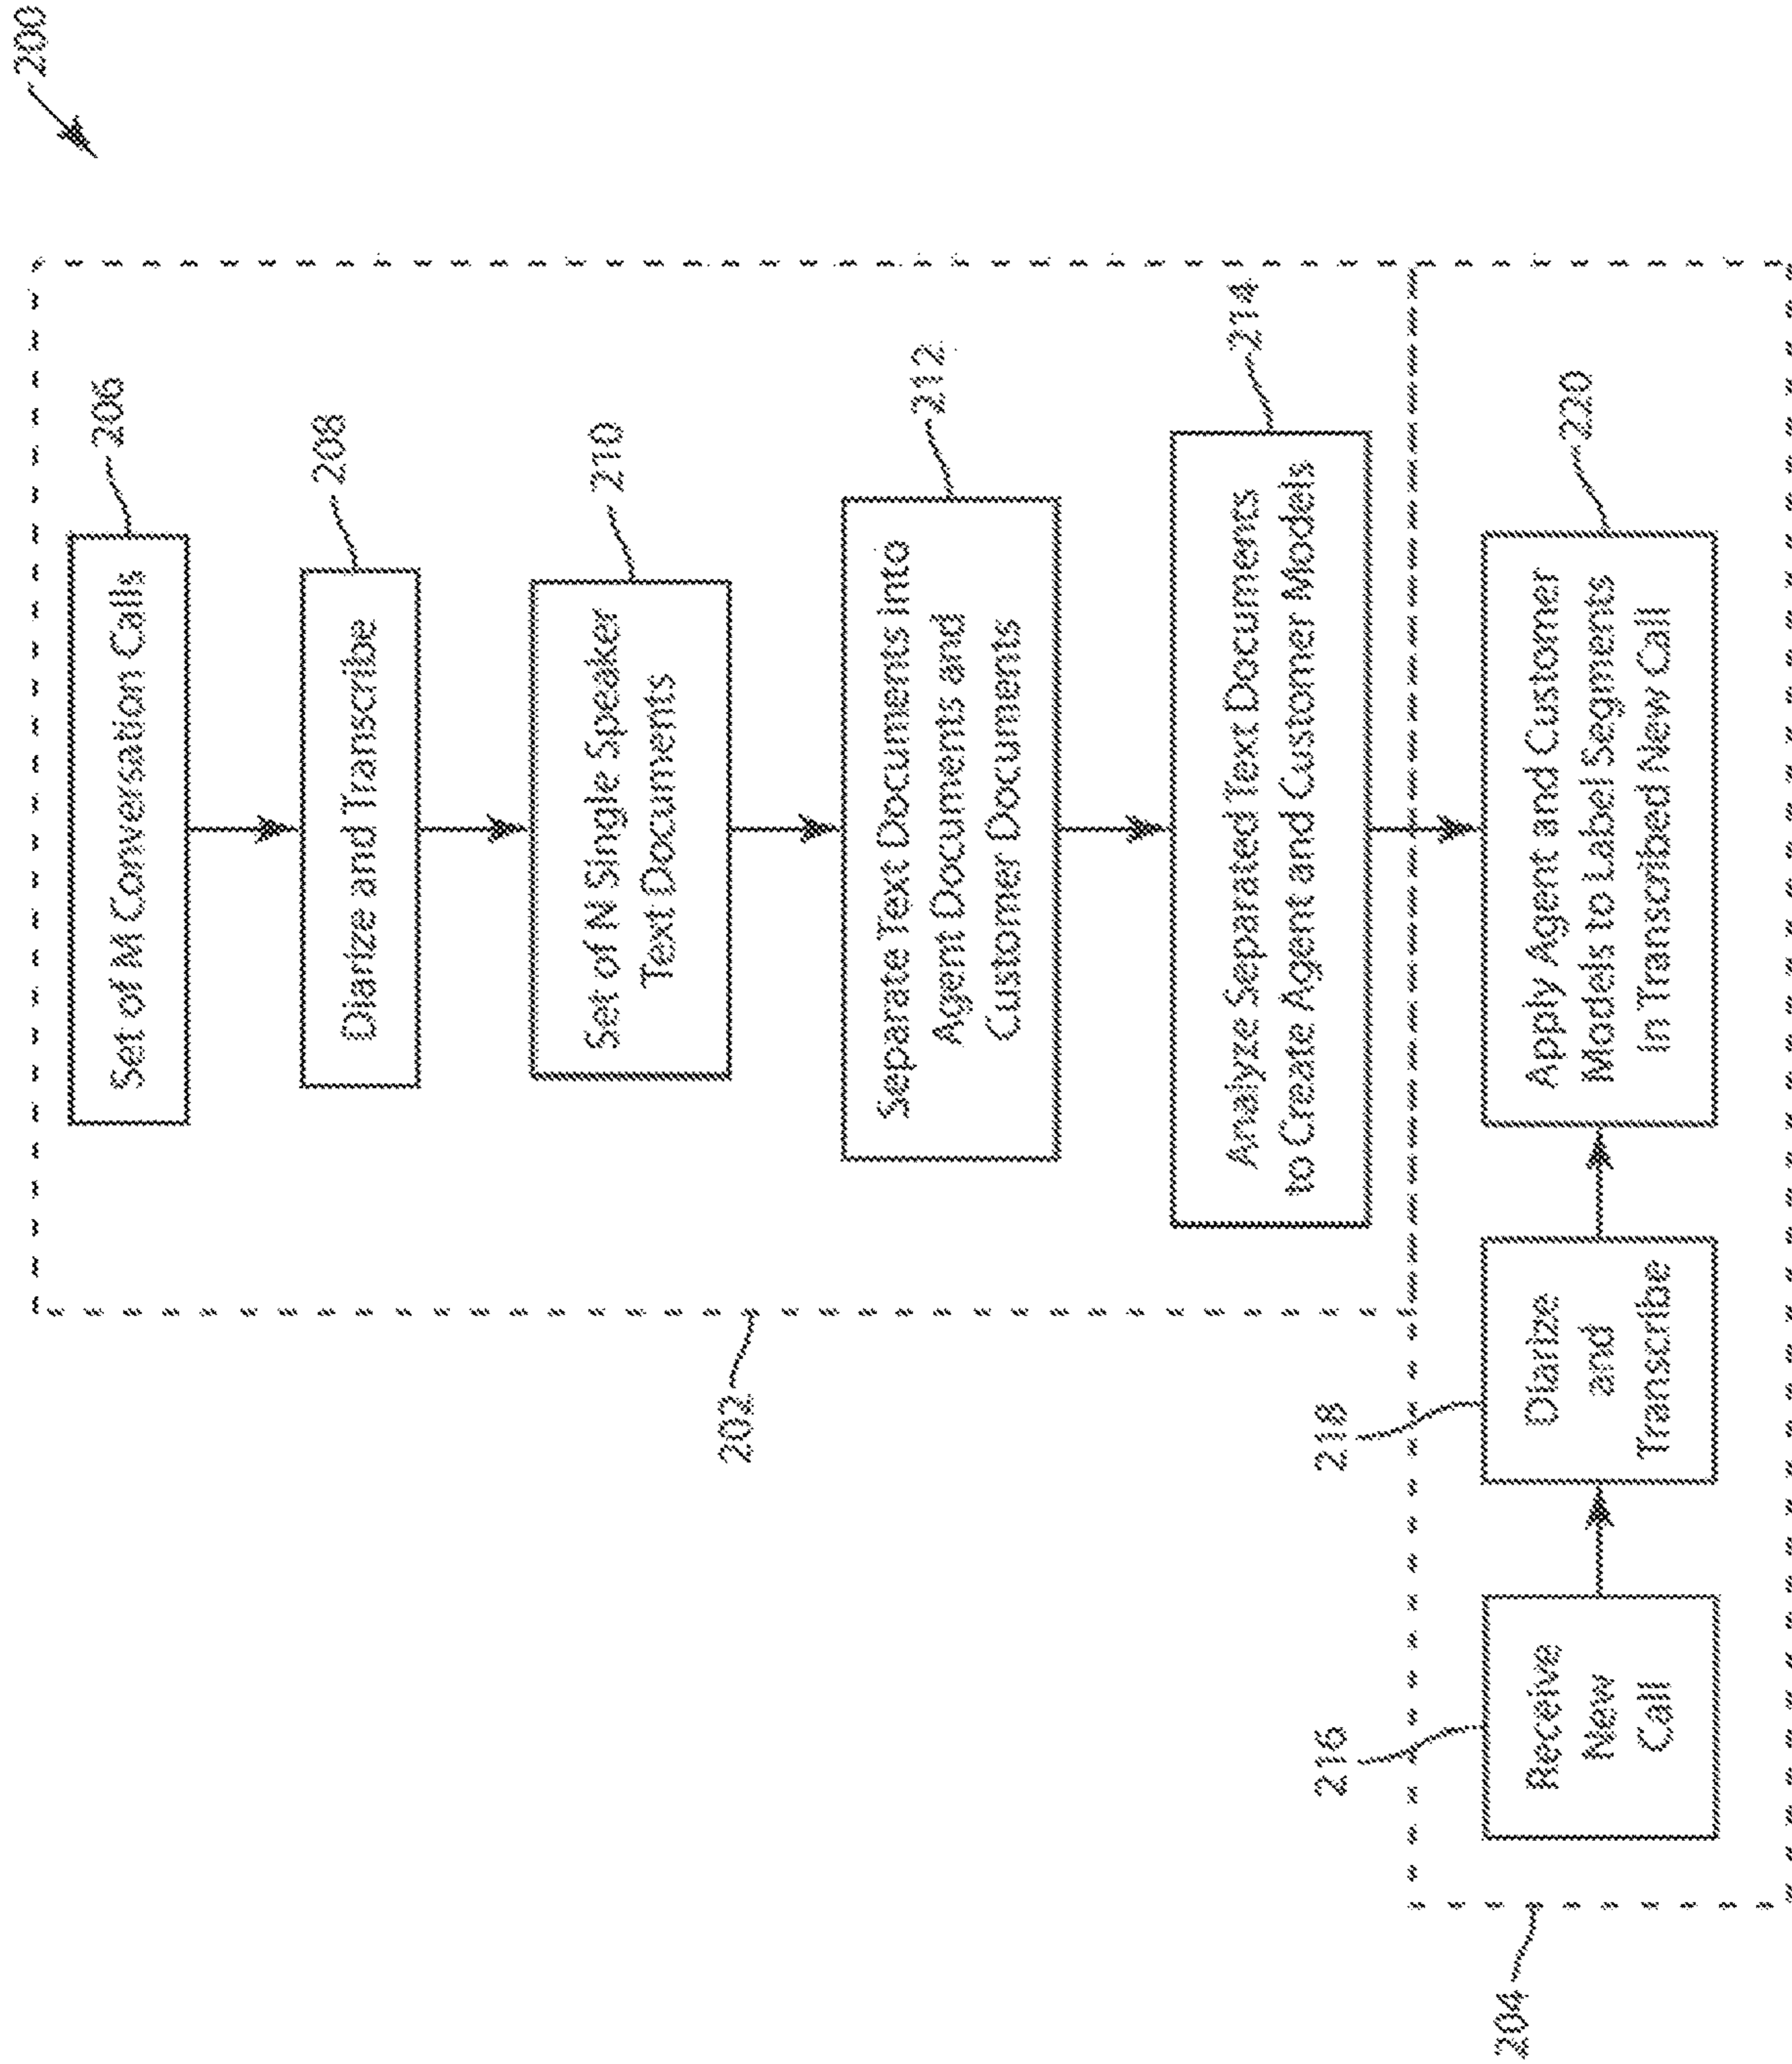 200
Set of M Conversation Calls
206
Diarize and Transcribe
208
Set of N Single Speaker
Text Documents
210
Separate Text Documents into
Agent Documents and
Customer Documents
212
Analyze Separated Text Documents
to Create Agent and Customer Models
214
202
204
216
Receive
New
Call
218
Diarize
and
Transcribe
Apply Agent and Customer
Models to Label Segments
in Transcribed New Call
220